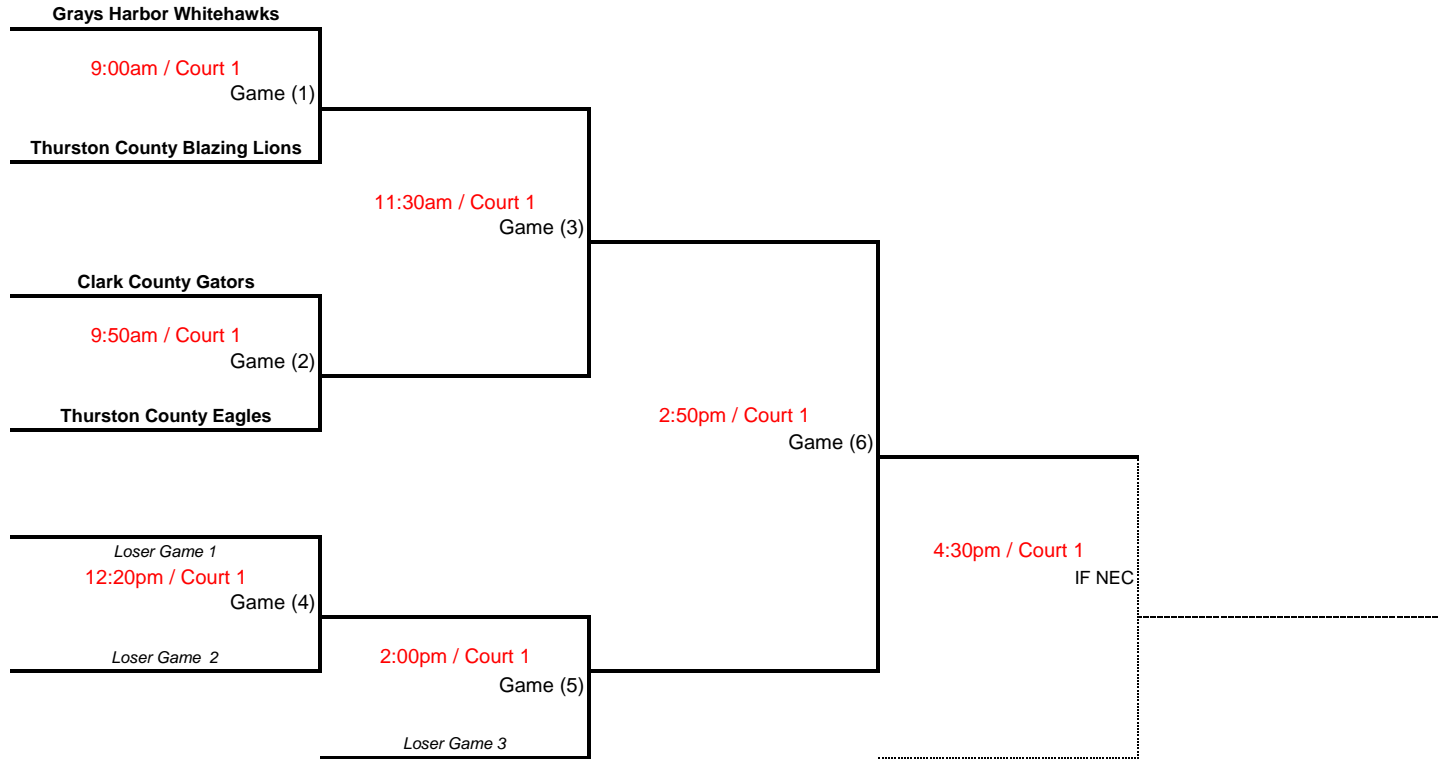 Grays Harbor Whitehawks
9:00am / Court 1
Game (1)
Thurston County Blazing Lions
11:30am / Court 1
Game (3)
Clark County Gators
9:50am / Court 1
Game (2)
Thurston County Eagles
2:50pm / Court 1
Game (6)
Loser Game 1
12:20pm / Court 1
Game (4)
4:30pm / Court 1
IF NEC
Loser Game  2
2:00pm / Court 1
Game (5)
Loser Game 3